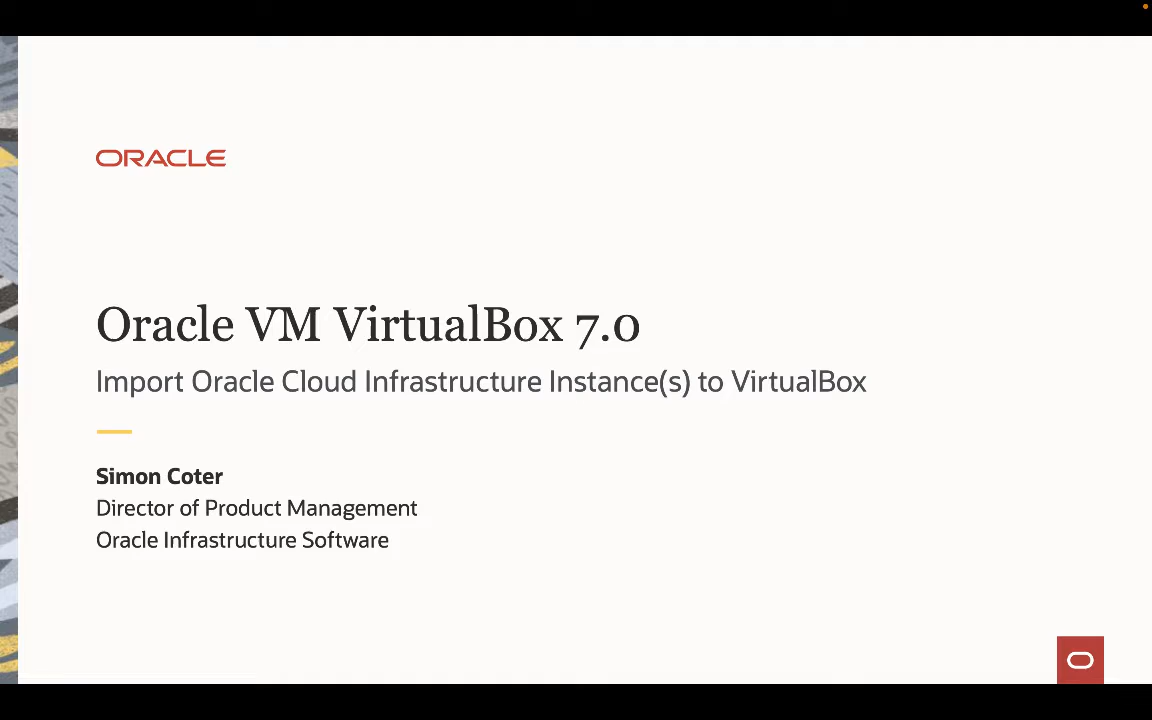 ORACLE
Oracle VM VirtualBox 7.0
Import Oracle Cloud Infrastructure Instance(s) to VirtualBox
Simon Coter
Director of Product Management
Oracle Infrastructure Software